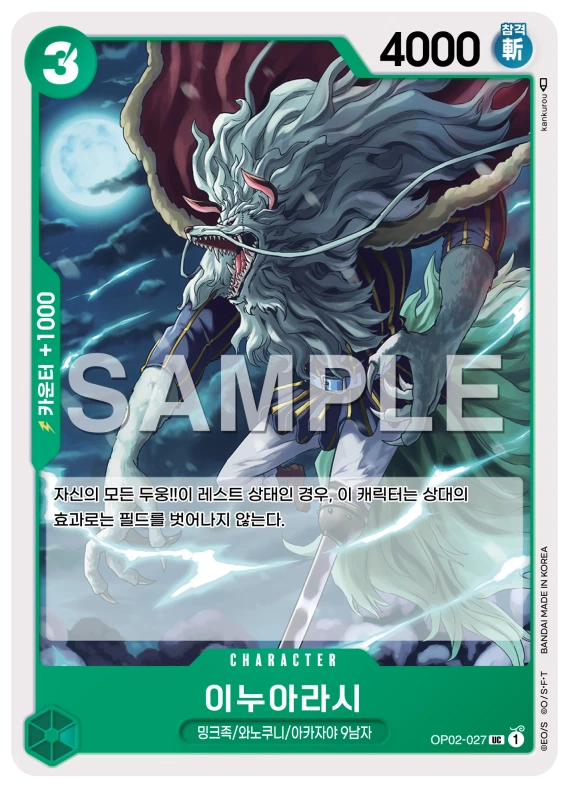 3
4000
참격
斬
kankurou
⚡카운터 +1000
SAMPLE
자신의 모든 두웅!!이 레스트 상태인 경우, 이 캐릭터는 상대의
효과로는 필드를 벗어나지 않는다.
©E.O/S ©O/S·F·T BANDAI MADE IN KOREA
CHARACTER
이누아라시
밍크족/와노쿠니/아카자야 9남자
OP02-027 UC 1